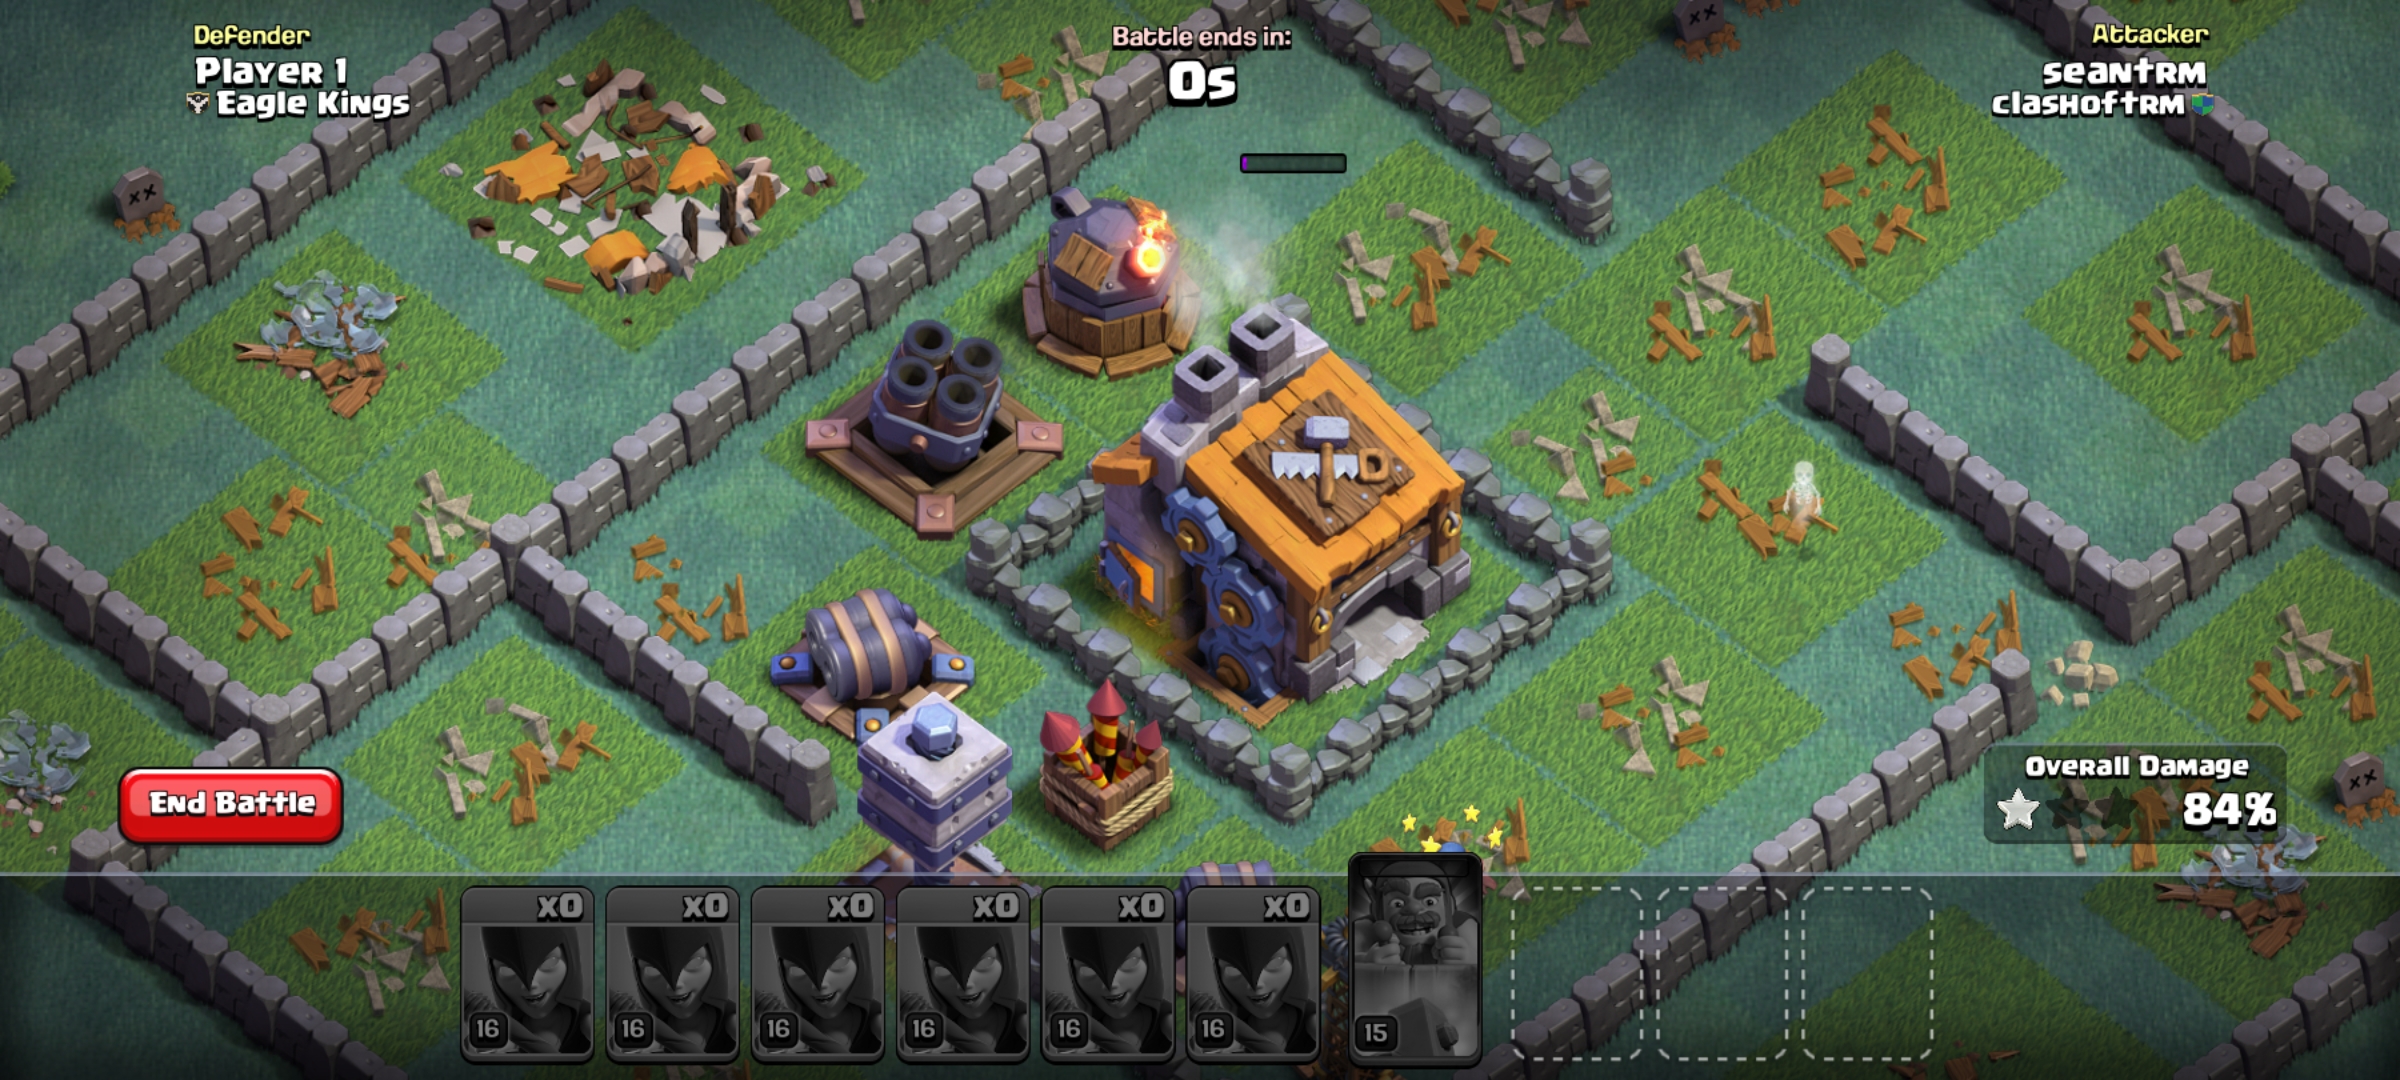 Defender
Player 1
Eagle Kings
Battle ends in:
0s
Attacker
seantRM
clashoftRM
End Battle
Overall Damage
84%
x0
x0
x0
x0
x0
x0
16
16
16
16
16
16
15